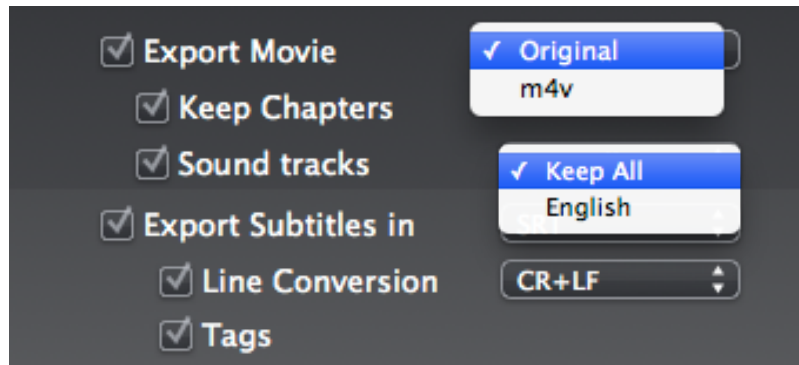 Export Movie
✓ Original
m4v
Keep Chapters
Sound tracks
✓ Keep All
English
Export Subtitles in
SRT
Line Conversion
CR+LF
Tags